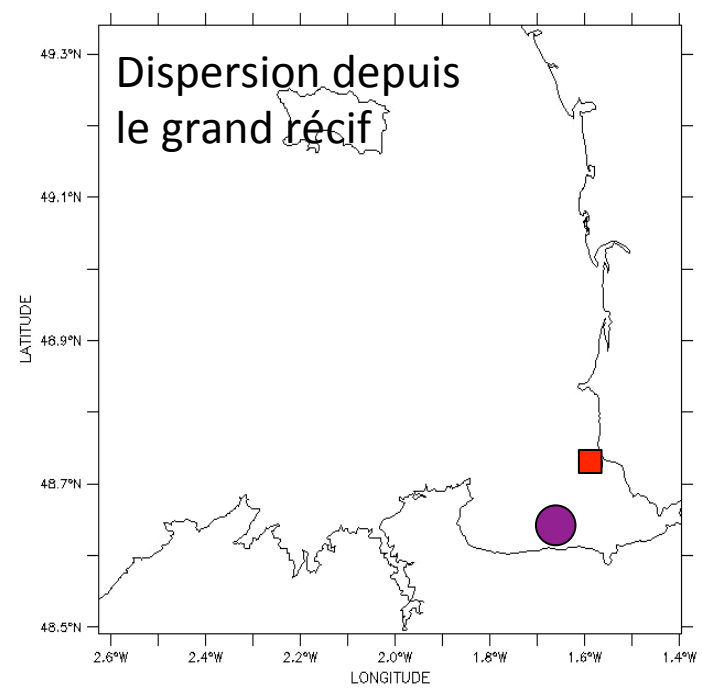 Dispersion depuis
le grand récif
49.3°N
49.1°N
48.9°N
48.7°N
48.5°N
LATITUDE
2.6°W 2.4°W 2.2°W 2.0°W 1.8°W 1.6°W 1.4°W
LONGITUDE